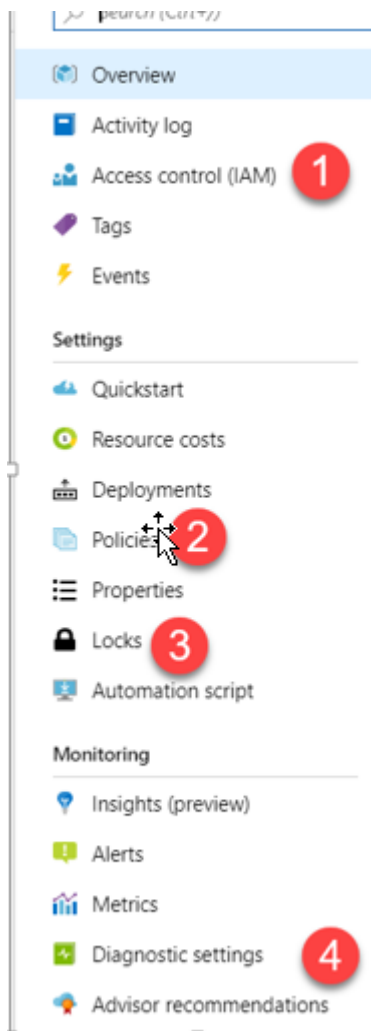 Search (Ctrl+/)
Overview
Activity log
Access control (IAM) 1
Tags
Events
Settings
Quickstart
Resource costs
Deployments
Policies 2
Properties
Locks 3
Automation script
Monitoring
Insights (preview)
Alerts
Metrics
Diagnostic settings 4
Advisor recommendations